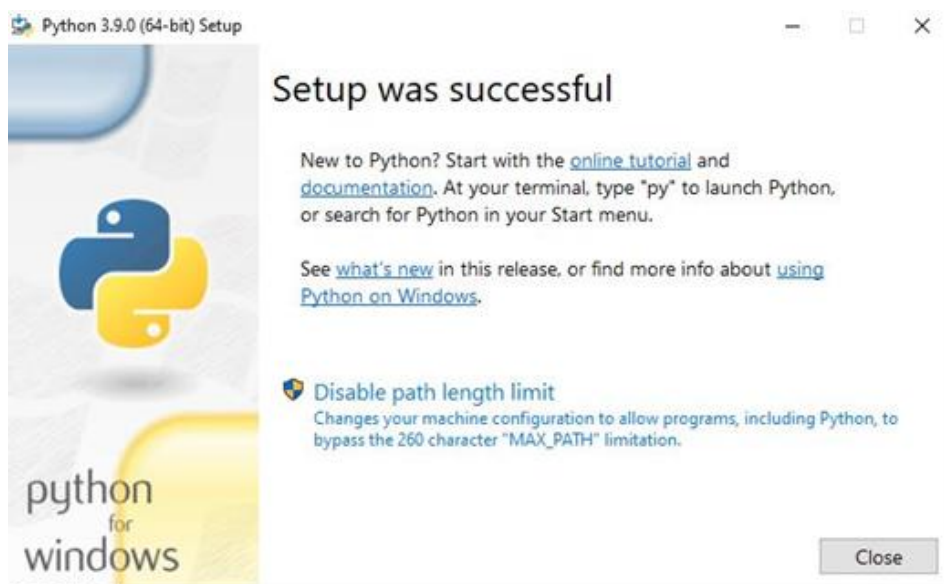 Python 3.9.0 (64-bit) Setup
Setup was successful
New to Python? Start with the online tutorial and
documentation. At your terminal, type "py" to launch Python,
or search for Python in your Start menu.
See what's new in this release, or find more info about using
Python on Windows.
Disable path length limit
Changes your machine configuration to allow programs, including Python, to
bypass the 260 character "MAX_PATH" limitation.
python
for
windows
Close